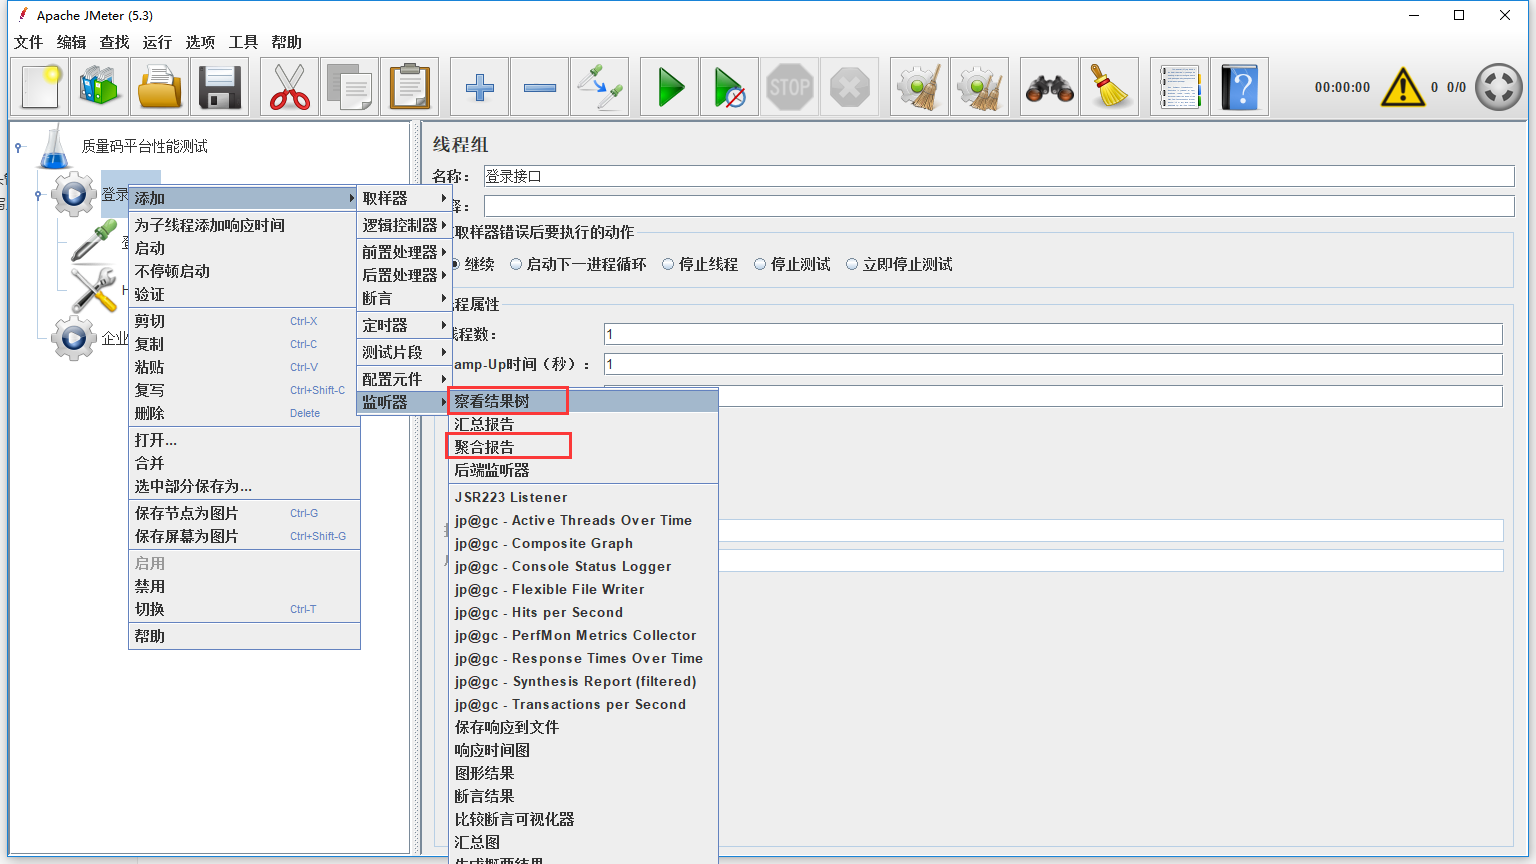 Apache JMeter (5.3)
文件 编辑 查找 运行 选项 工具 帮助
STOP
00:00:00
0 0/0
质量码平台性能测试
登录
企业
线程组
名称：
登录接口
取样器错误后要执行的动作
继续 启动下一进程循环 停止线程 停止测试 立即停止测试
程属性
线程数：
1
amp-Up时间（秒）：
1
添加
为子线程添加响应时间
启动
不停顿启动
验证
剪切 Ctrl-X
复制 Ctrl-C
粘贴 Ctrl-V
复写 Ctrl+Shift-C
删除 Delete
打开...
合并
选中部分保存为...
保存节点为图片 Ctrl-G
保存屏幕为图片 Ctrl+Shift-G
启用
禁用
切换 Ctrl-T
帮助
取样器
逻辑控制器
前置处理器
后置处理器
断言
定时器
测试片段
配置元件
监听器
察看结果树
汇总报告
聚合报告
后端监听器
JSR223 Listener
jp@gc - Active Threads Over Time
jp@gc - Composite Graph
jp@gc - Console Status Logger
jp@gc - Flexible File Writer
jp@gc - Hits per Second
jp@gc - PerfMon Metrics Collector
jp@gc - Response Times Over Time
jp@gc - Synthesis Report (filtered)
jp@gc - Transactions per Second
保存响应到文件
响应时间图
图形结果
断言结果
比较断言可视化器
汇总图
生成概要结果